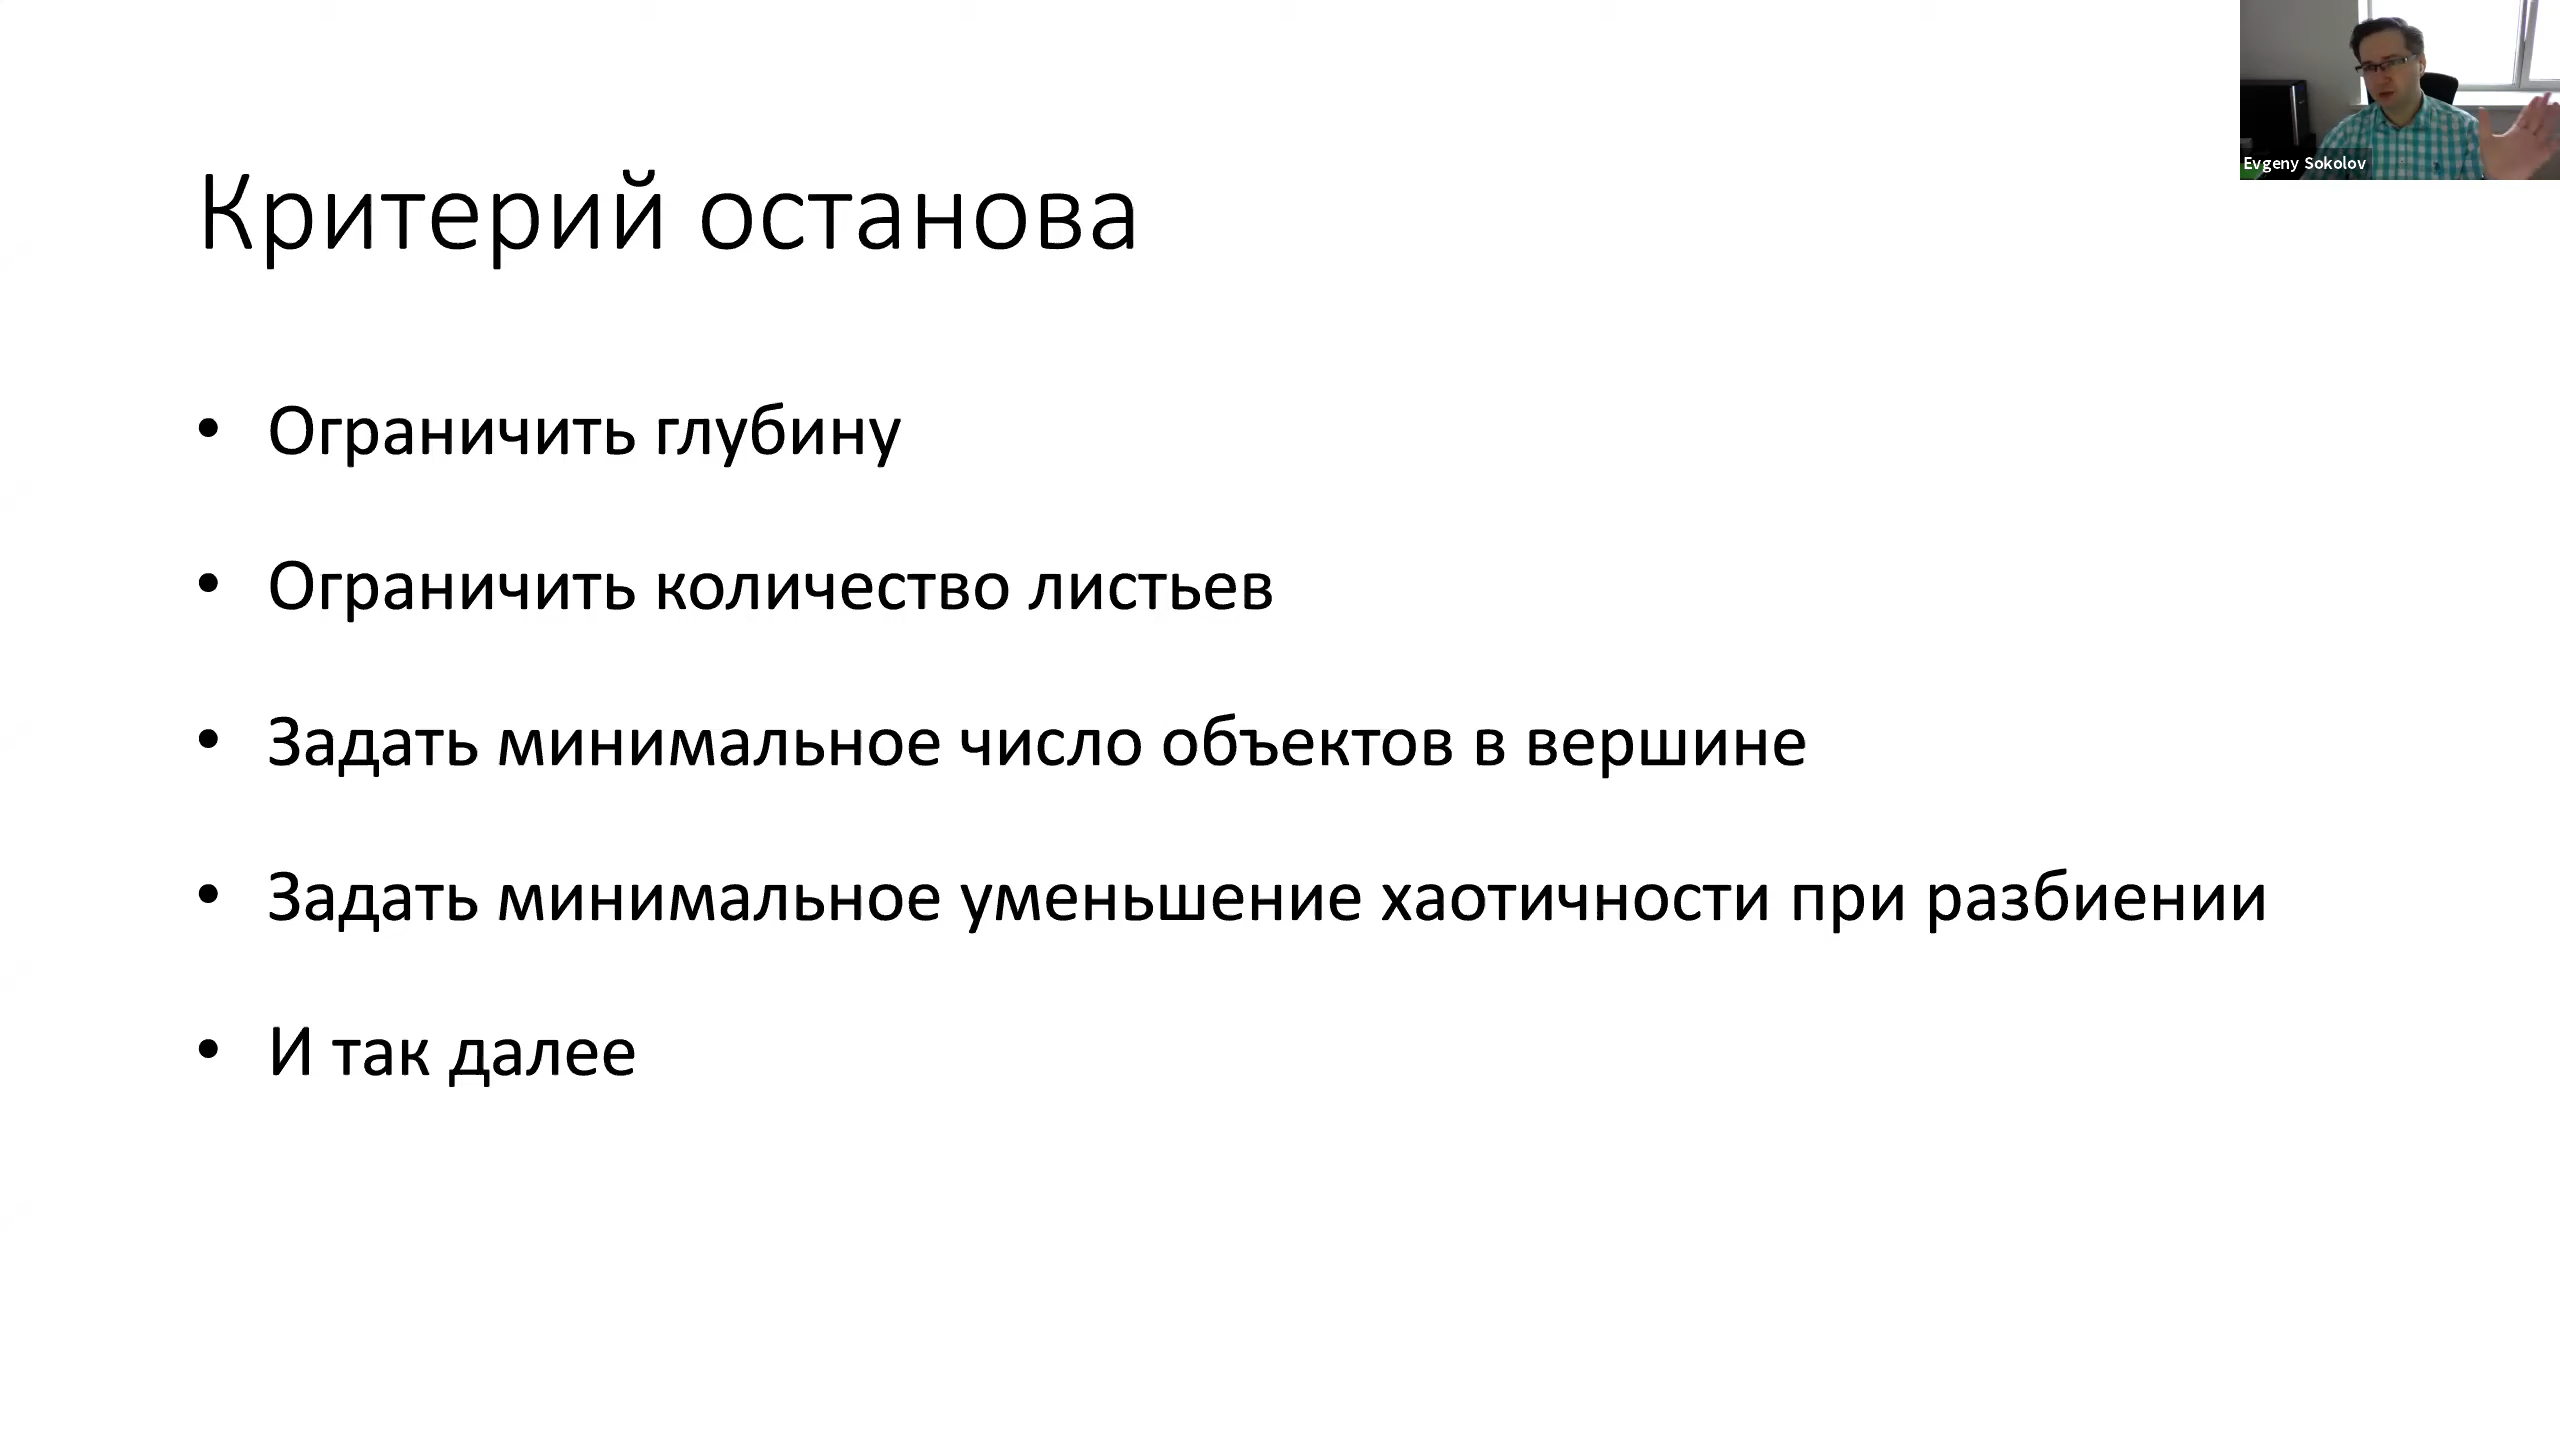 Evgeny Sokolov
Критерий останова
• Ограничить глубину
• Ограничить количество листьев
• Задать минимальное число объектов в вершине
• Задать минимальное уменьшение хаотичности при разбиении
• И так далее